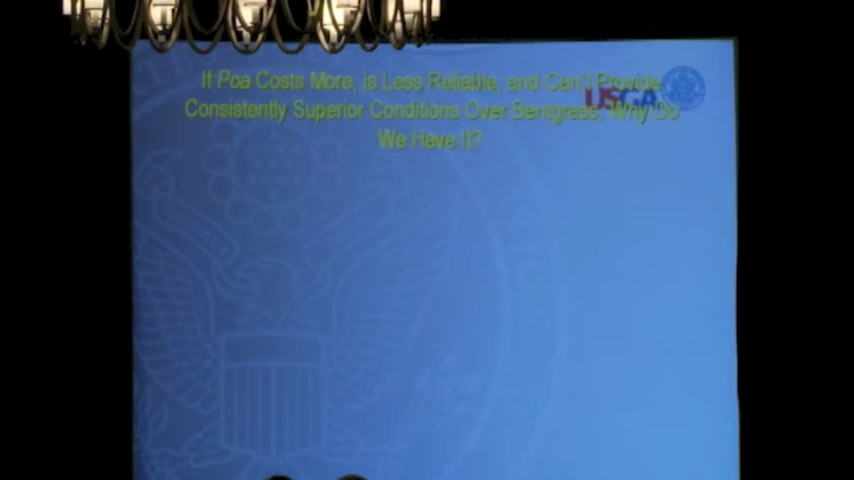 If Poa Costs More, is Less Reliable, and Can't Provide
USGA
Consistently Superior Conditions Over Bentgrass, Why Do
We Have It?